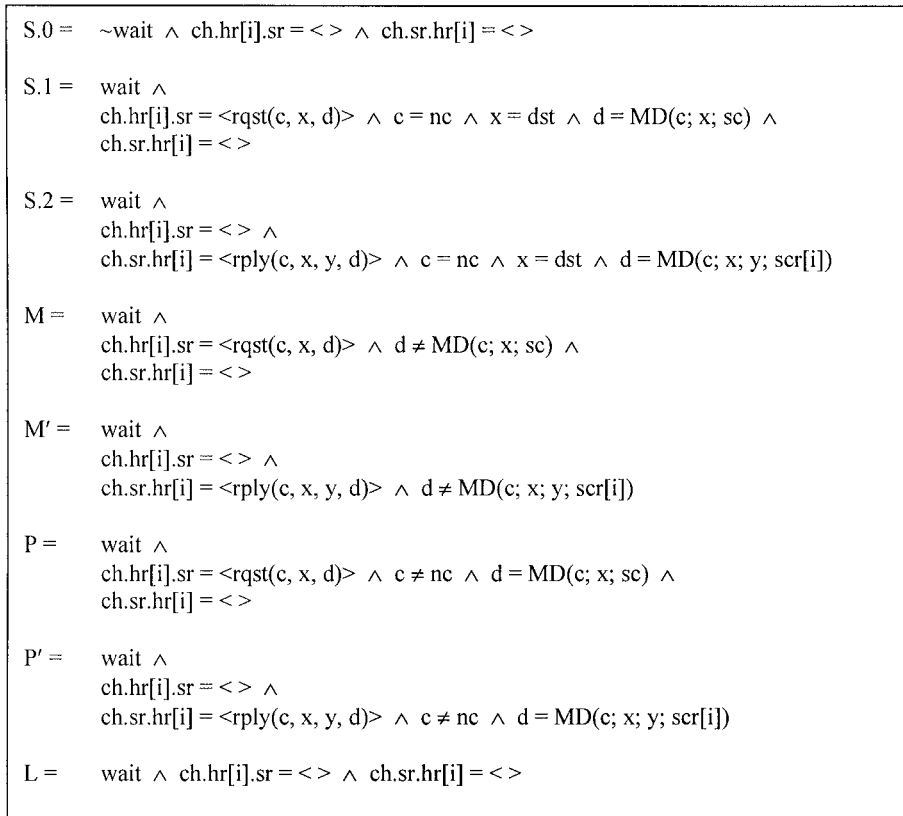 S.0 = ~wait ∧ ch.hr[i].sr = < > ∧ ch.sr.hr[i] = < >
S.1 = wait ∧
ch.hr[i].sr = <rqst(c, x, d)> ∧ c = nc ∧ x = dst ∧ d = MD(c; x; sc) ∧
ch.sr.hr[i] = < >
S.2 = wait ∧
ch.hr[i].sr = < > ∧
ch.sr.hr[i] = <rply(c, x, y, d)> ∧ c = nc ∧ x = dst ∧ d = MD(c; x; y; scr[i])
M = wait ∧
ch.hr[i].sr = <rqst(c, x, d)> ∧ d ≠ MD(c; x; sc) ∧
ch.sr.hr[i] = < >
M′ = wait ∧
ch.hr[i].sr = < > ∧
ch.sr.hr[i] = <rply(c, x, y, d)> ∧ d ≠ MD(c; x; y; scr[i])
P = wait ∧
ch.hr[i].sr = <rqst(c, x, d)> ∧ c ≠ nc ∧ d = MD(c; x; sc) ∧
ch.sr.hr[i] = < >
P′ = wait ∧
ch.hr[i].sr = < > ∧
ch.sr.hr[i] = <rply(c, x, y, d)> ∧ c ≠ nc ∧ d = MD(c; x; y; scr[i])
L = wait ∧ ch.hr[i].sr = < > ∧ ch.sr.hr[i] = < >